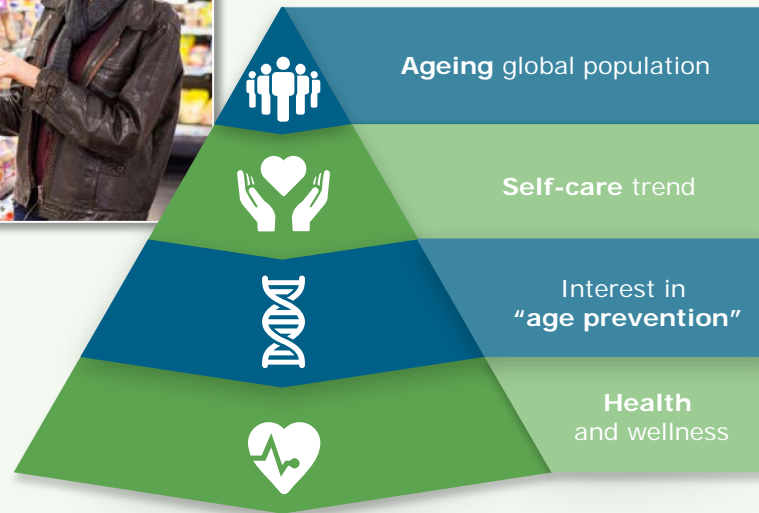 Ageing global population
Self-care trend
Interest in
“age prevention”
Health
and wellness